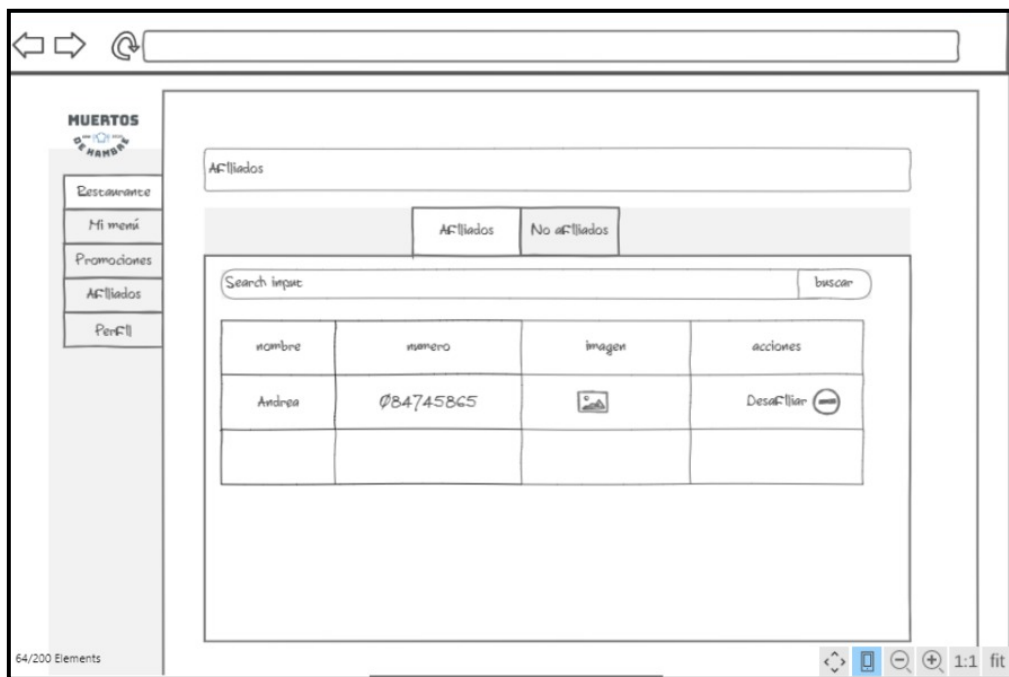 MUERTOS
DE HAMBRE
Restaurante
Mi menú
Promociones
Afiliados
Perfil
Afiliados
Afiliados
No afiliados
Search input
buscar
nombre
numero
imagen
acciones
Andrea
084745865
Desafiliar
64/200 Elements
1:1
fit